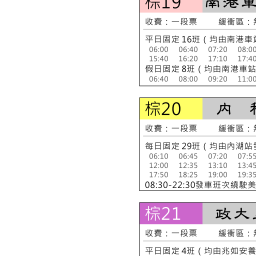 棕19 南港車
收費：一段票 緩衝區：
平日固定16班（均由南港車站
06:00 06:40 07:20 08:00
15:40 16:20 17:10 17:40
假日固定8班（均由南港車站
06:40 08:00 09:20 11:00
棕20 內
收費：一段票 緩衝區：
每日固定29班（均由內湖站
06:10 06:45 07:20 07:55
12:00 12:35 13:10 13:45
17:50 18:25 19:00 19:35
08:30-22:30發車班次繞駛美
棕21 政大
收費：一段票 緩衝區：
平日固定4班（均由兆如安養